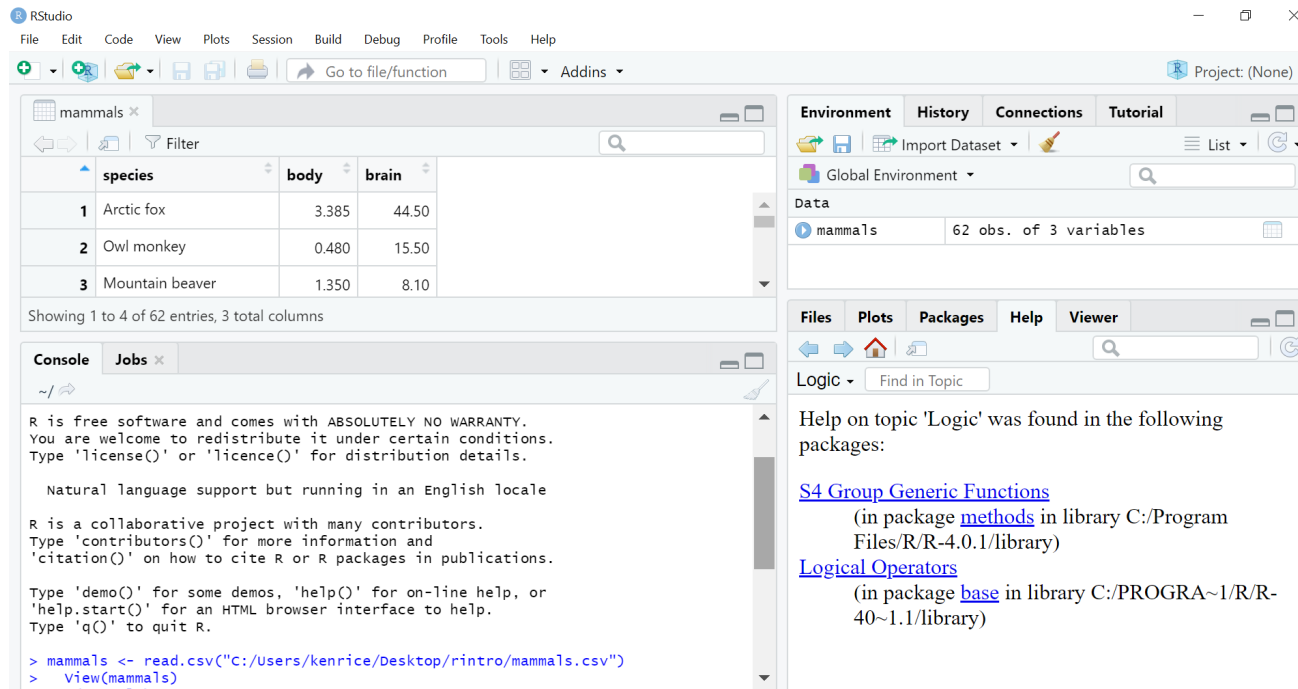 RStudio
File Edit Code View Plots Session Build Debug Profile Tools Help
Go to file/function Addins Project: (None)
mammals
Filter
species body brain
1 Arctic fox 3.385 44.50
2 Owl monkey 0.480 15.50
3 Mountain beaver 1.350 8.10
Showing 1 to 4 of 62 entries, 3 total columns
Console Jobs
~/
R is free software and comes with ABSOLUTELY NO WARRANTY.
You are welcome to redistribute it under certain conditions.
Type 'license()' or 'licence()' for distribution details.
Natural language support but running in an English locale
R is a collaborative project with many contributors.
Type 'contributors()' for more information and
'citation()' on how to cite R or R packages in publications.
Type 'demo()' for some demos, 'help()' for on-line help, or
'help.start()' for an HTML browser interface to help.
Type 'q()' to quit R.
> mammals <- read.csv("C:/Users/kenrice/Desktop/rintro/mammals.csv")
> View(mammals)
Environment History Connections Tutorial
Import Dataset List
Global Environment
Data
mammals 62 obs. of 3 variables
Files Plots Packages Help Viewer
Logic Find in Topic
Help on topic 'Logic' was found in the following
packages:
S4 Group Generic Functions
(in package methods in library C:/Program
Files/R/R-4.0.1/library)
Logical Operators
(in package base in library C:/PROGRA~1/R/R-
40~1.1/library)